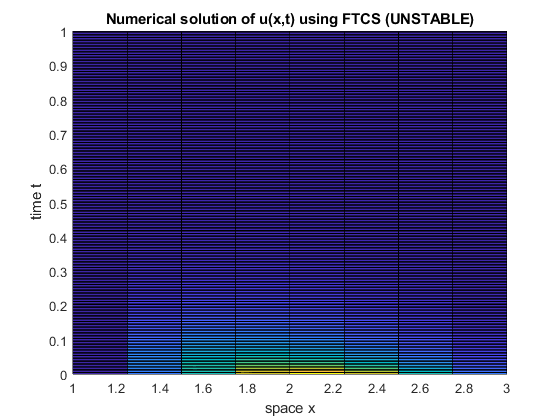 Numerical solution of u(x,t) using FTCS (UNSTABLE)
1
0.9
0.8
0.7
0.6
0.5
0.4
0.3
0.2
0.1
0
time t
1 1.2 1.4 1.6 1.8 2 2.2 2.4 2.6 2.8 3
space x